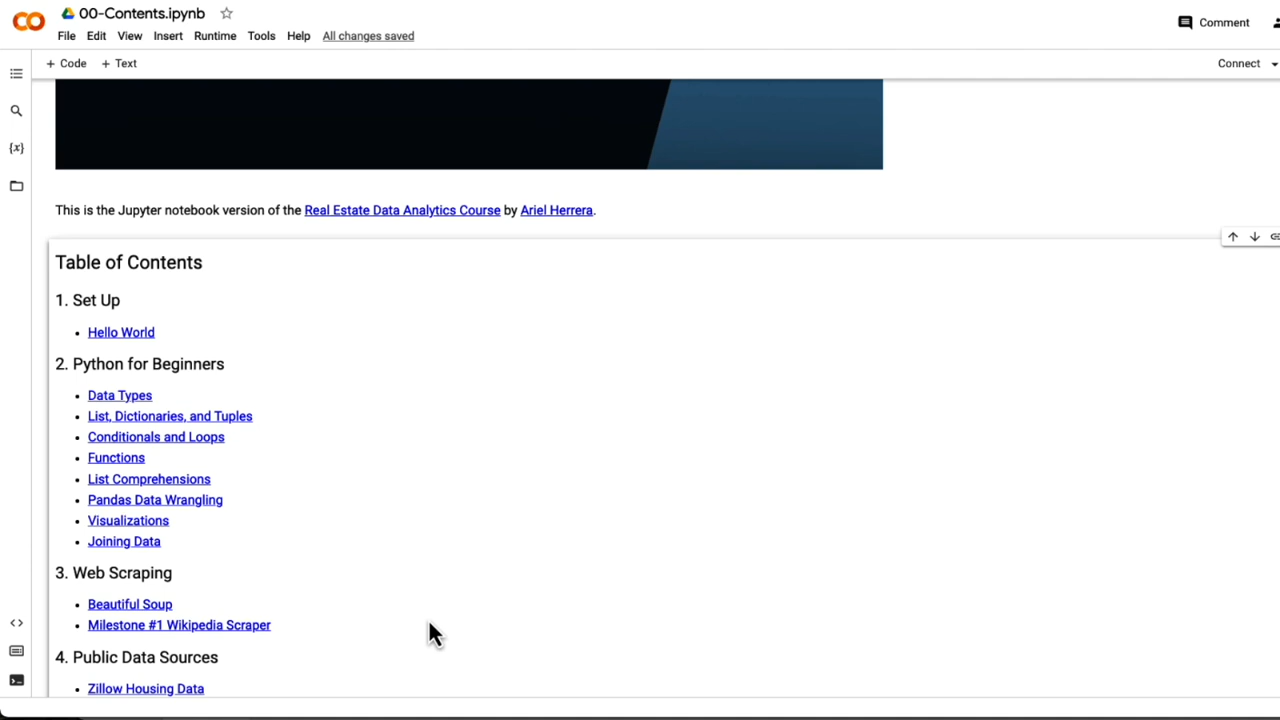 00-Contents.ipynb
File Edit View Insert Runtime Tools Help All changes saved
Comment
+ Code + Text
Connect
{x}
This is the Jupyter notebook version of the Real Estate Data Analytics Course by Ariel Herrera.
Table of Contents
1. Set Up
• Hello World
2. Python for Beginners
• Data Types
• List, Dictionaries, and Tuples
• Conditionals and Loops
• Functions
• List Comprehensions
• Pandas Data Wrangling
• Visualizations
• Joining Data
3. Web Scraping
• Beautiful Soup
• Milestone #1 Wikipedia Scraper
4. Public Data Sources
• Zillow Housing Data